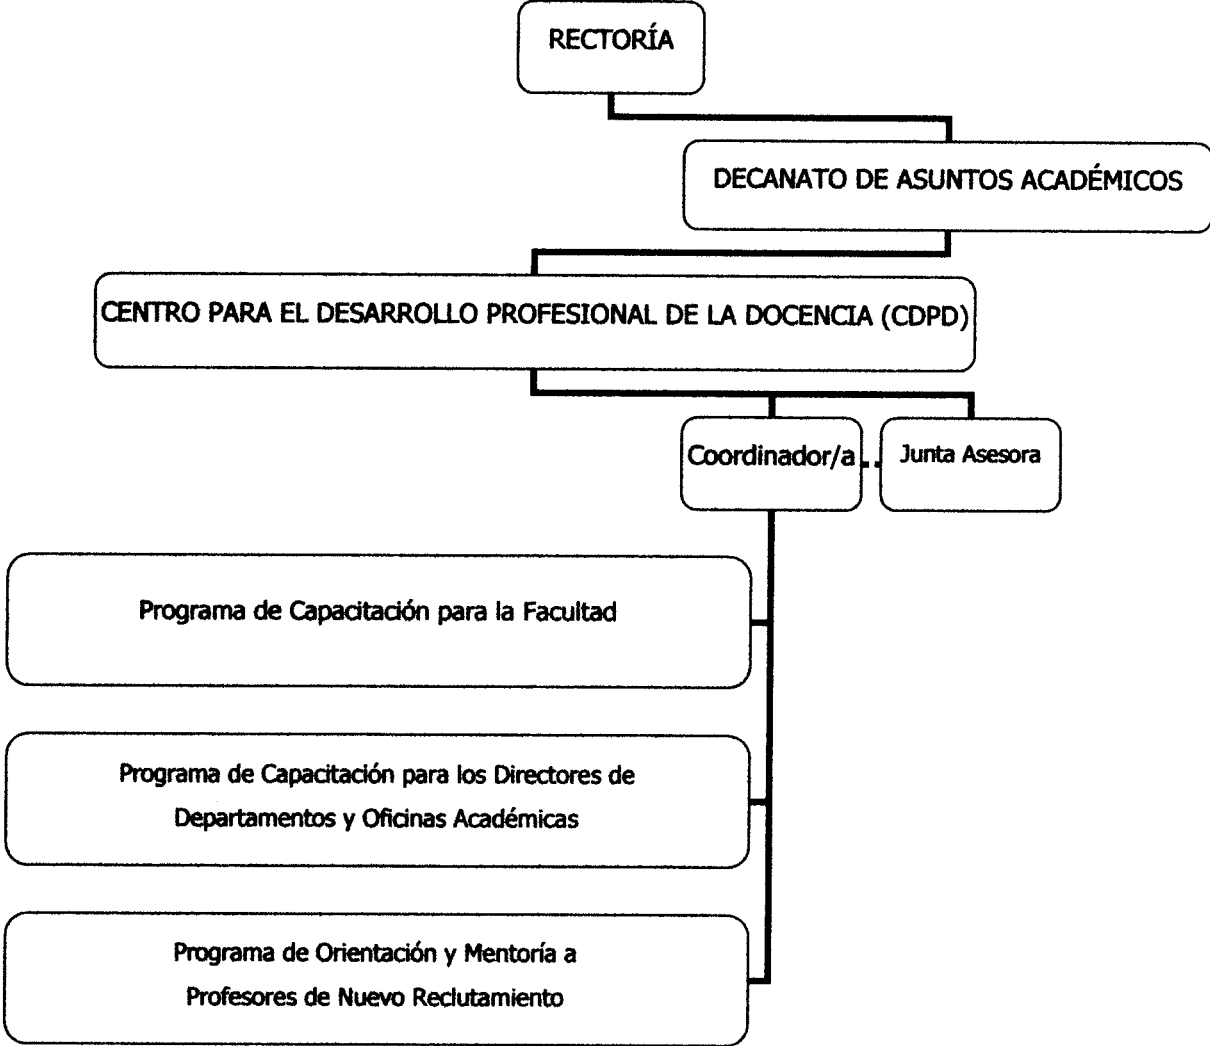 RECTORÍA
DECANATO DE ASUNTOS ACADÉMICOS
CENTRO PARA EL DESARROLLO PROFESIONAL DE LA DOCENCIA (CDPD)
Coordinador/a
Junta Asesora
Programa de Capacitación para la Facultad
Programa de Capacitación para los Directores de
Departamentos y Oficinas Académicas
Programa de Orientación y Mentoría a
Profesores de Nuevo Reclutamiento